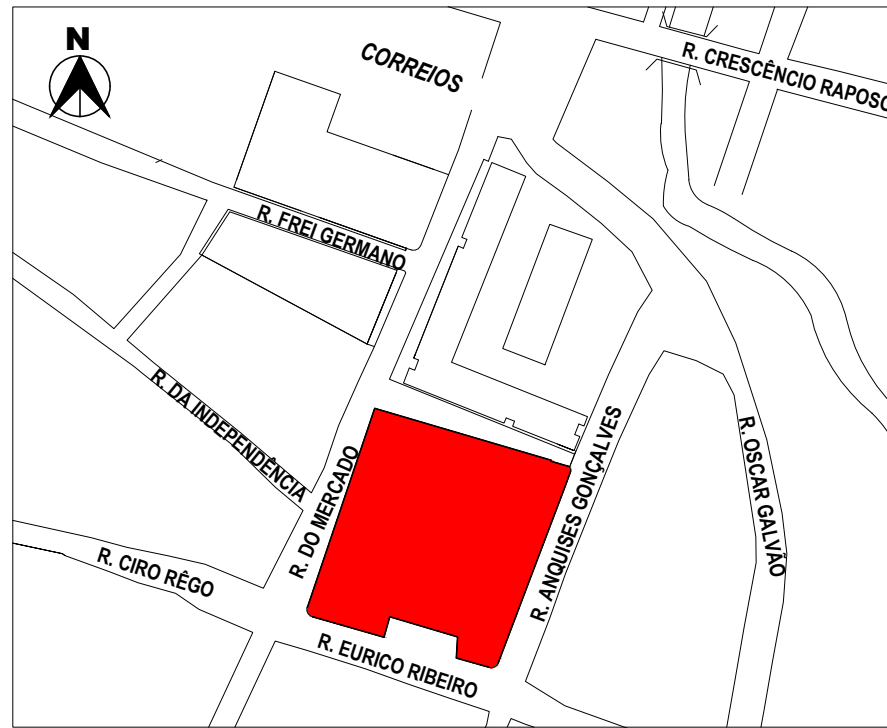 N
CORREIOS
R. CRESCÊNCIO RAPOSO
R. FREI GERMANO
R. DA INDEPENDÊNCIA
R. DO MERCADO
R. ANQUISES GONÇALVES
R. OSCAR GALVÃO
R. CIRO RÊGO
R. EURICO RIBEIRO